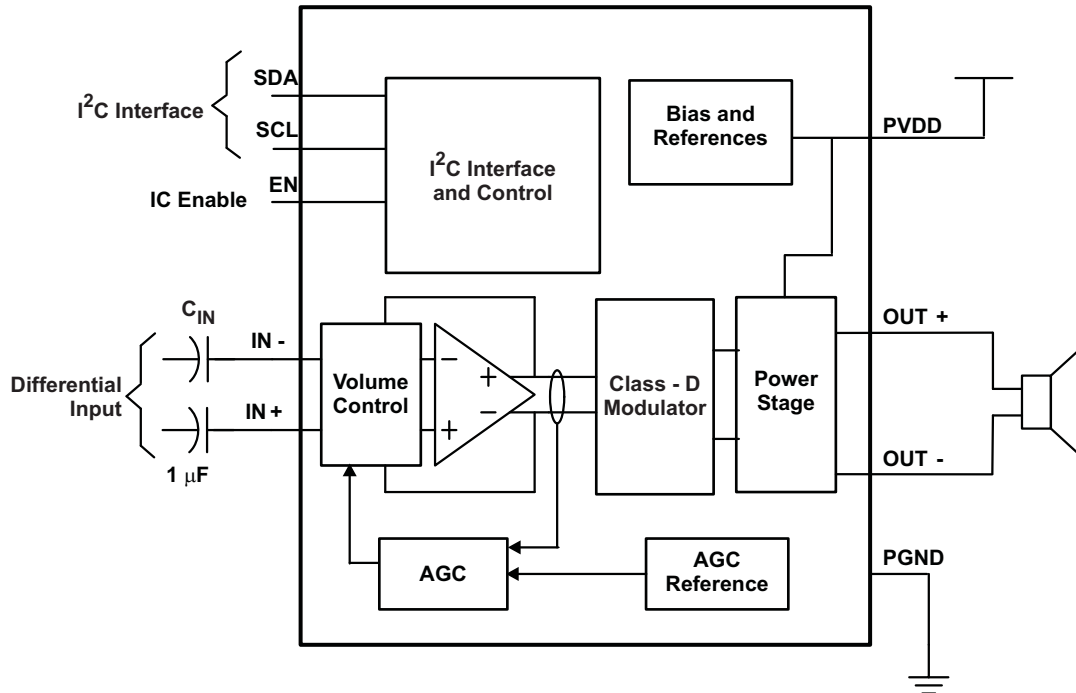 SDA
I²C Interface
SCL
EN
IC Enable
I²C Interface
and Control
Bias and
References
PVDD
C_IN
IN -
Differential
Input
IN +
1 μF
Volume
Control
−
+
+
−
Class - D
Modulator
Power
Stage
OUT +
OUT -
AGC
AGC
Reference
PGND